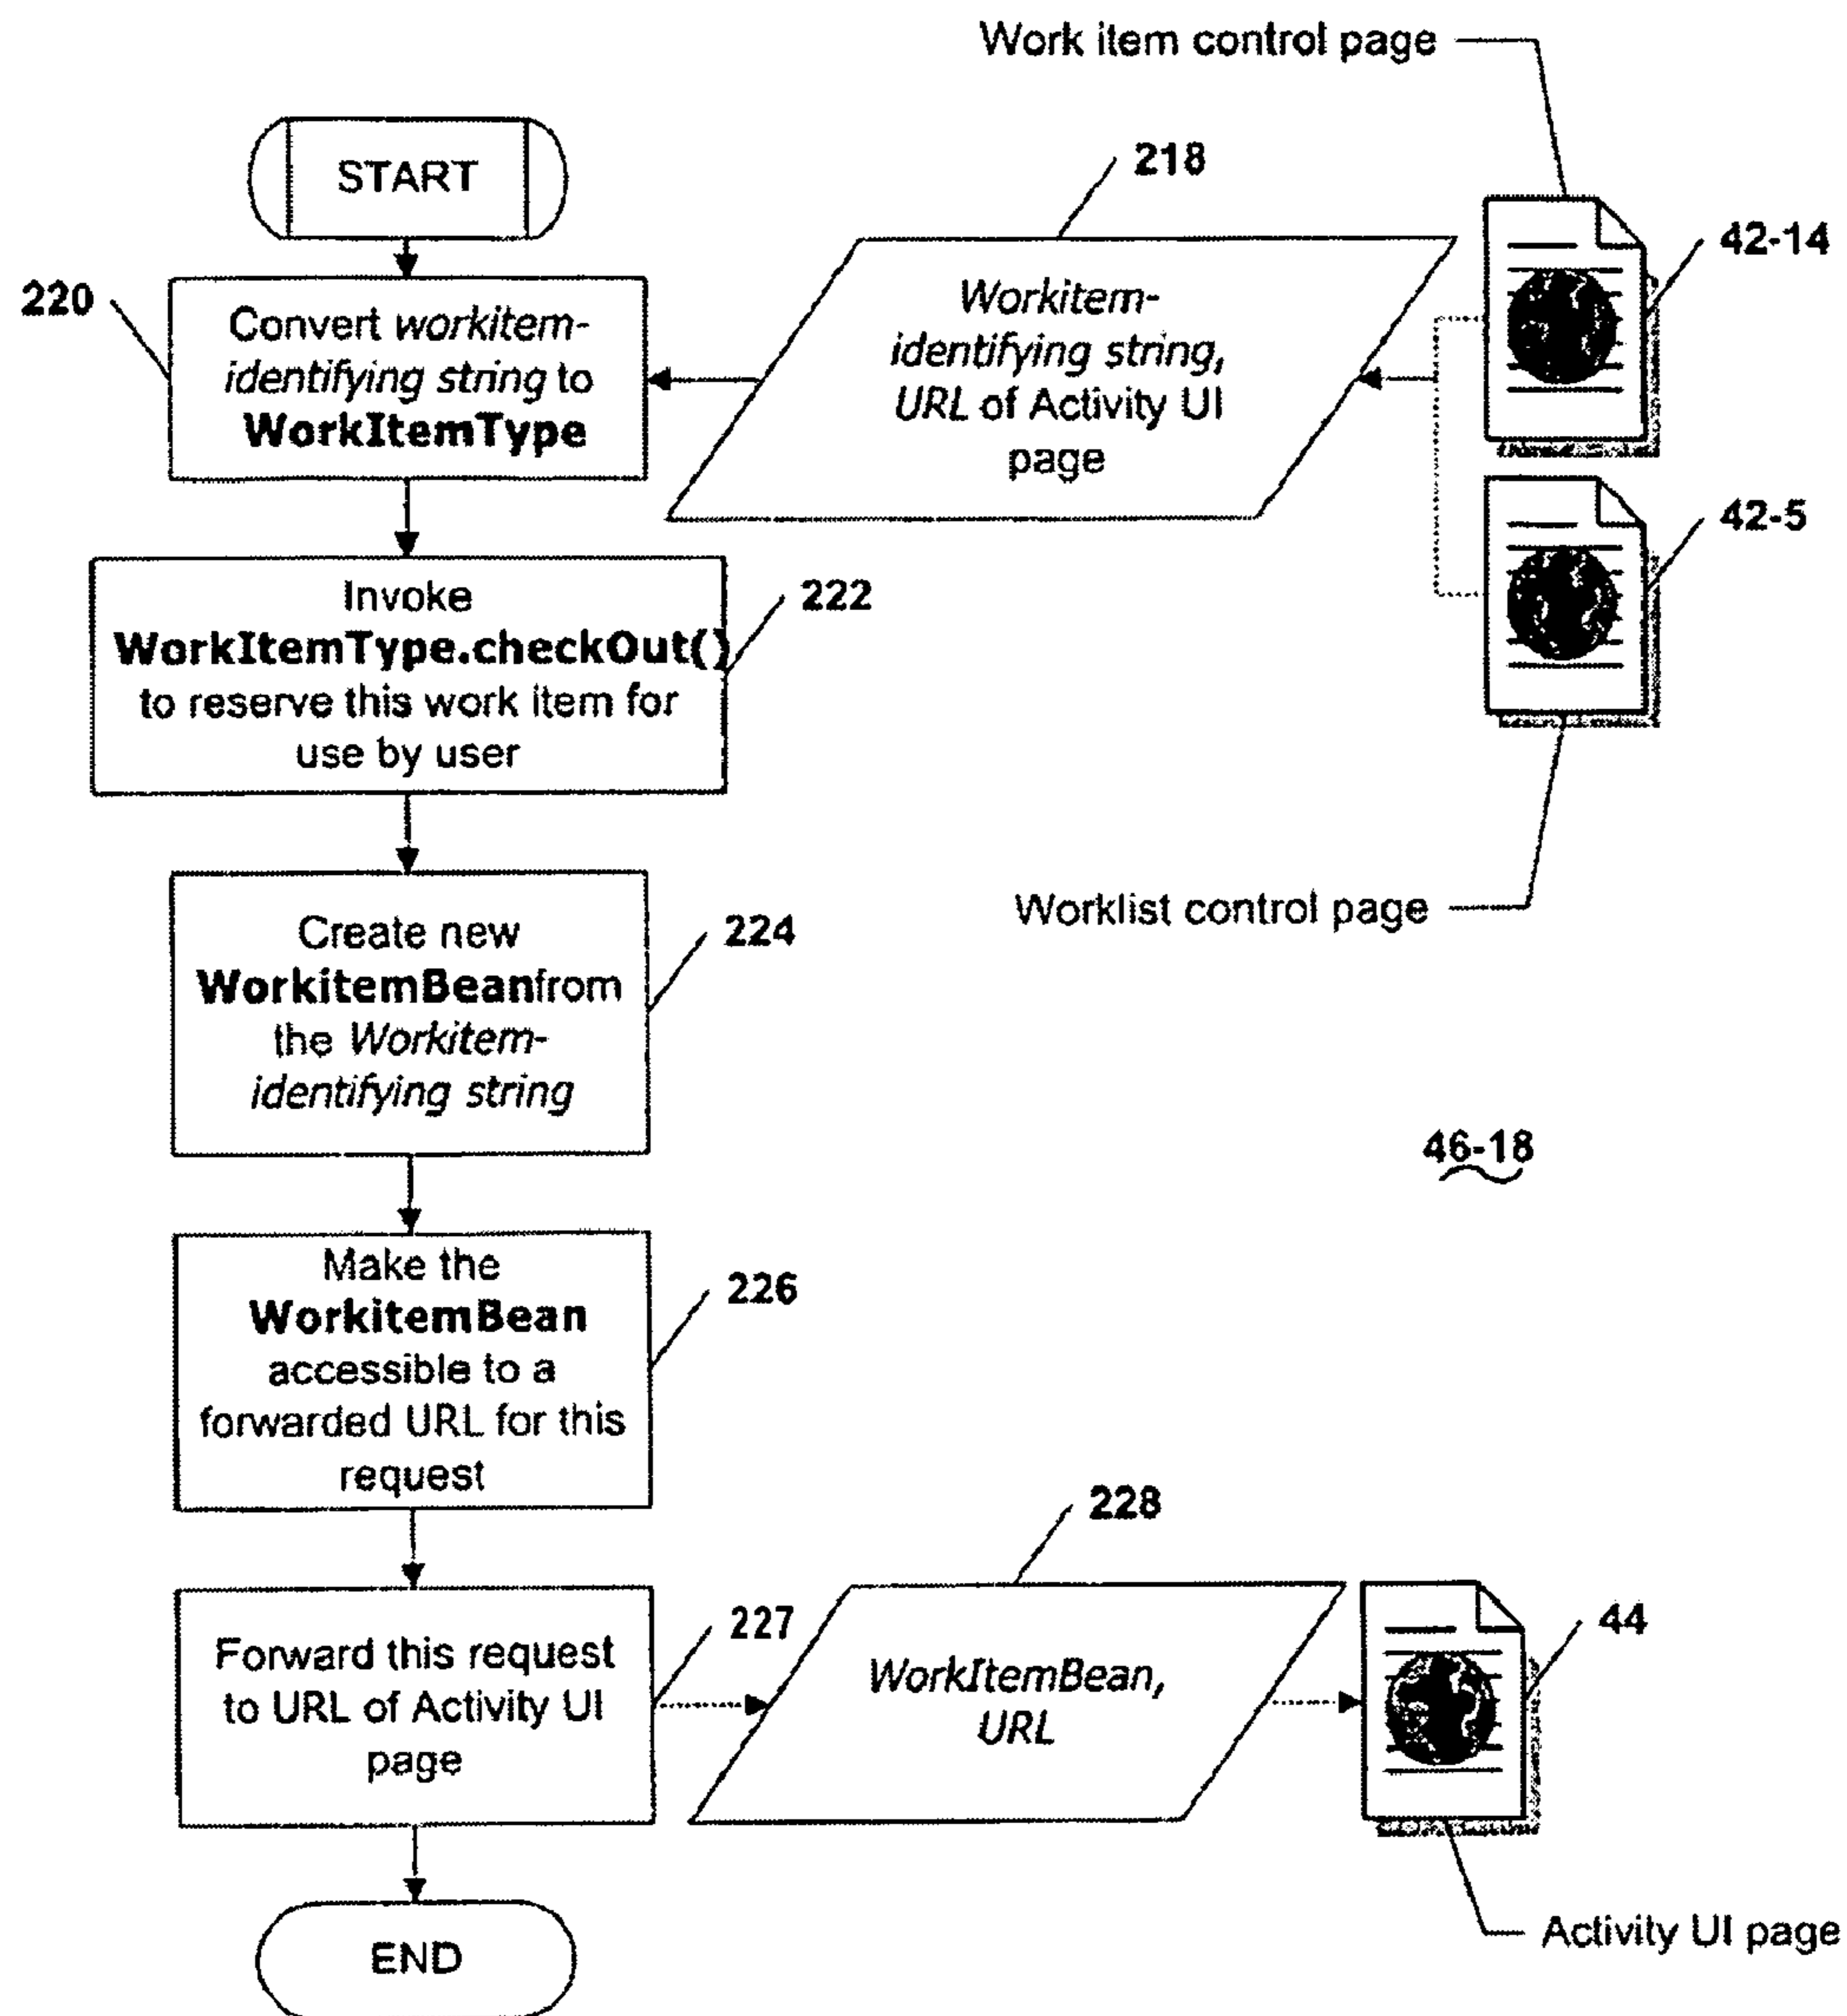 Work item control page
START
218
42-14
220
Convert workitem-
identifying string to
WorkItemType
Workitem-
identifying string,
URL of Activity UI
page
42-5
Invoke
WorkItemType.checkOut()
to reserve this work item for
use by user
222
Worklist control page
Create new
WorkitemBeanfrom
the Workitem-
identifying string
224
46-18
Make the
WorkitemBean
accessible to a
forwarded URL for this
request
226
228
Forward this request
to URL of Activity UI
page
227
WorkItemBean,
URL
44
END
Activity UI page